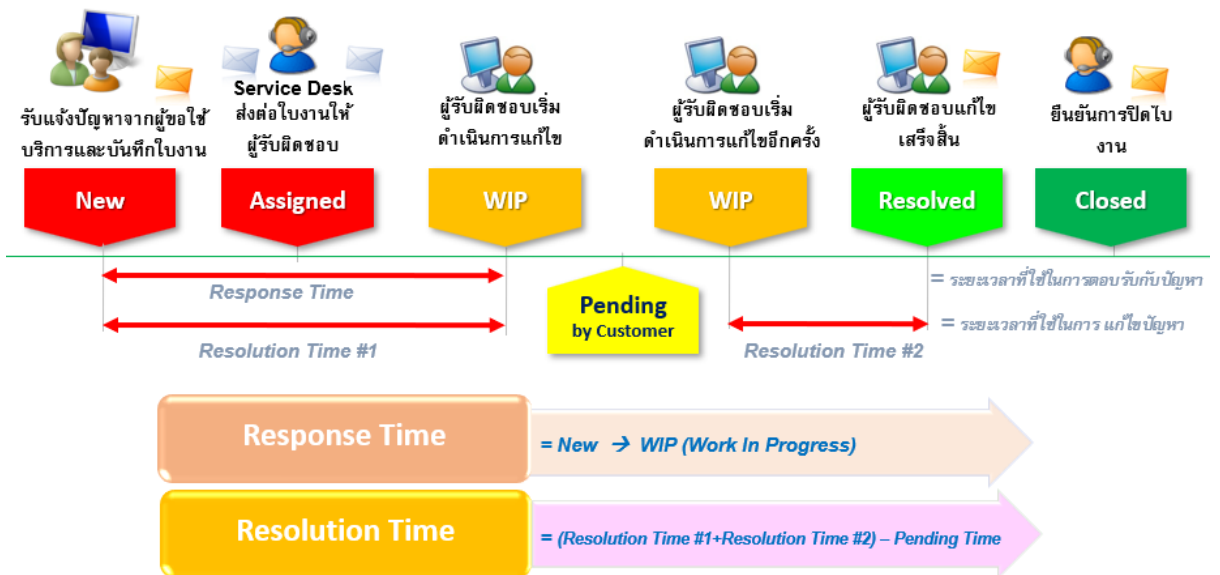 รับแจ้งปัญหาจากผู้ขอใช้
บริการและบันทึกใบงาน
Service Desk
ส่งต่อใบงานให้
ผู้รับผิดชอบ
ผู้รับผิดชอบเริ่ม
ดำเนินการแก้ไข
ผู้รับผิดชอบเริ่ม
ดำเนินการแก้ไขอีกครั้ง
ผู้รับผิดชอบแก้ไข
เสร็จสิ้น
ยืนยันการปิดใบ
งาน
New
Assigned
WIP
WIP
Resolved
Closed
Response Time
= ระยะเวลาที่ใช้ในการตอบรับกับปัญหา
Pending
by Customer
Resolution Time #1
Resolution Time #2
= ระยะเวลาที่ใช้ในการ แก้ไขปัญหา
Response Time
= New → WIP (Work In Progress)
Resolution Time
= (Resolution Time #1+Resolution Time #2) – Pending Time